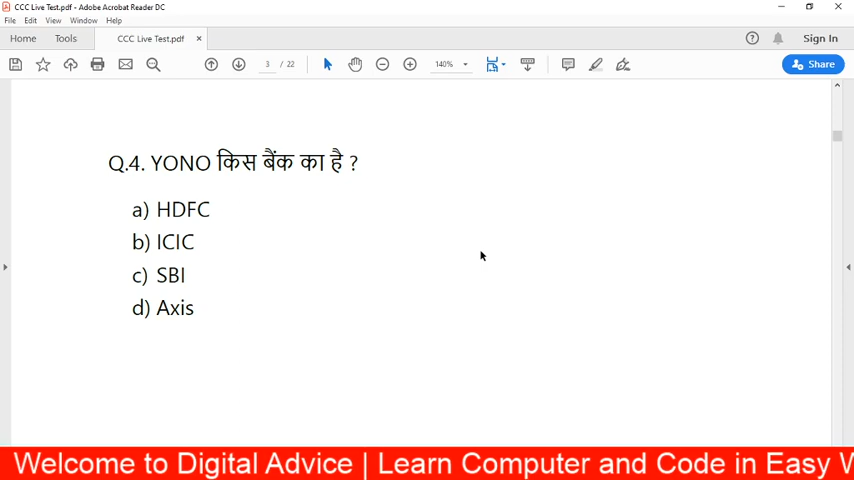 CCC Live Test.pdf - Adobe Acrobat Reader DC
File Edit View Window Help
Home Tools CCC Live Test.pdf × Sign In
3 / 22 140% Share
Q.4. YONO किस बैंक का है ?
a) HDFC
b) ICIC
c) SBI
d) Axis
Welcome to Digital Advice | Learn Computer and Code in Easy W